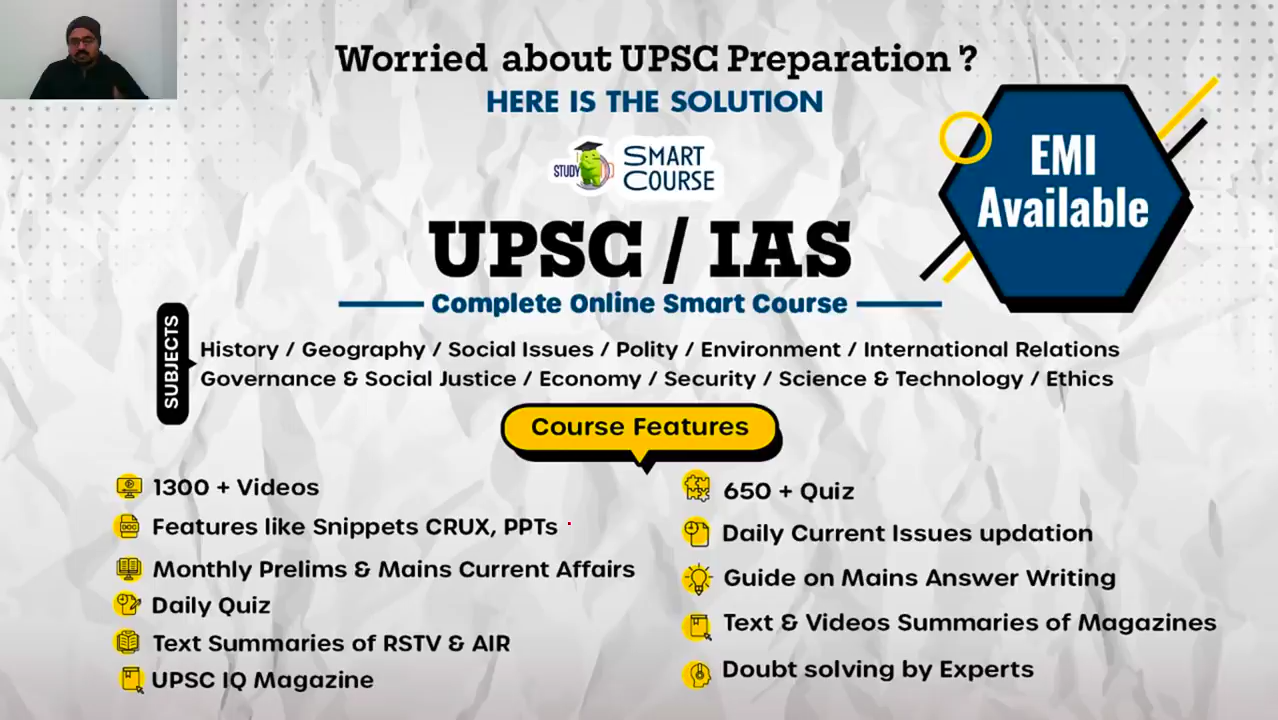 Worried about UPSC Preparation ?
HERE IS THE SOLUTION
STUDY
SMART
COURSE
EMI
Available
UPSC / IAS
Complete Online Smart Course
SUBJECTS
History / Geography / Social Issues / Polity / Environment / International Relations
Governance & Social Justice / Economy / Security / Science & Technology / Ethics
Course Features
1300 + Videos
Features like Snippets CRUX, PPTs
DOC
Monthly Prelims & Mains Current Affairs
Daily Quiz
Text Summaries of RSTV & AIR
UPSC IQ Magazine
650 + Quiz
Daily Current Issues updation
Guide on Mains Answer Writing
Text & Videos Summaries of Magazines
Doubt solving by Experts